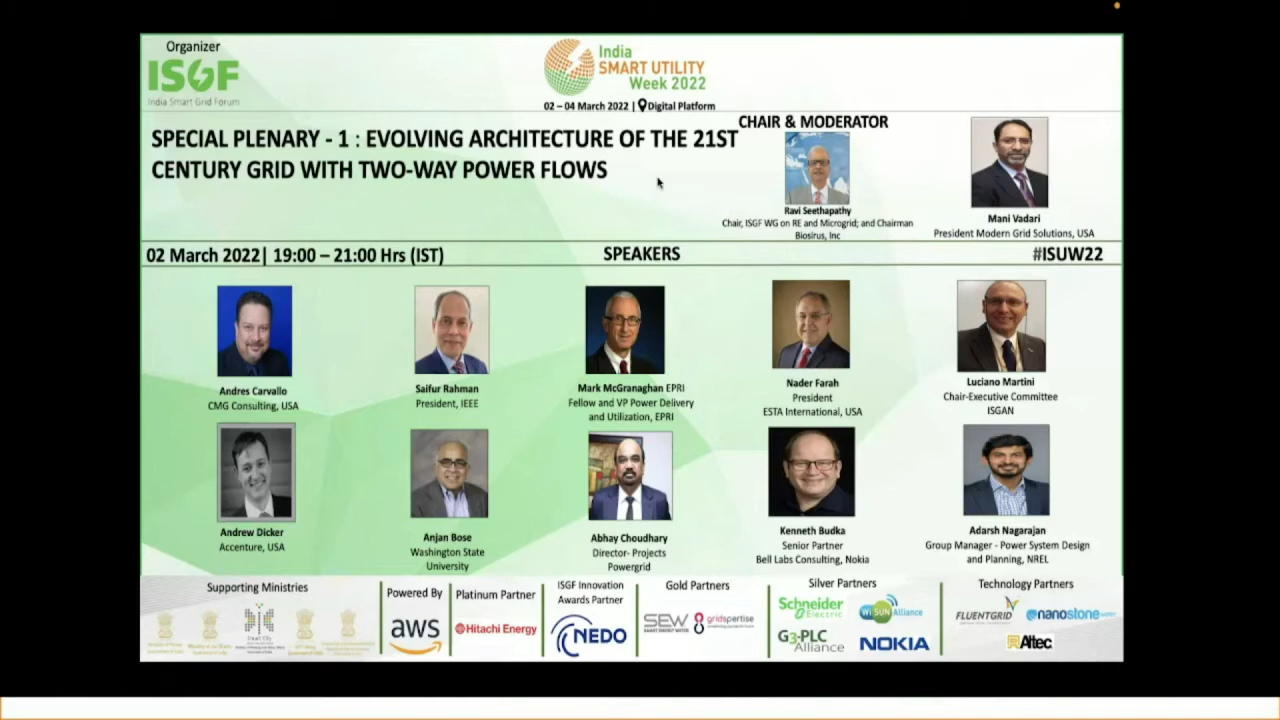 Organizer
ISGF
India Smart Grid Forum
India
SMART UTILITY
Week 2022
02 – 04 March 2022 | Digital Platform
SPECIAL PLENARY - 1 : EVOLVING ARCHITECTURE OF THE 21ST
CENTURY GRID WITH TWO-WAY POWER FLOWS
CHAIR & MODERATOR
Ravi Seethapathy
Chair, ISGF WG on RE and Microgrid; and Chairman
Biosirus, Inc
Mani Vadari
President Modern Grid Solutions, USA
02 March 2022| 19:00 – 21:00 Hrs (IST)
SPEAKERS
#ISUW22
Andres Carvallo
CMG Consulting, USA
Saifur Rahman
President, IEEE
Mark McGranaghan EPRI
Fellow and VP Power Delivery
and Utilization, EPRI
Nader Farah
President
ESTA International, USA
Luciano Martini
Chair-Executive Committee
ISGAN
Andrew Dicker
Accenture, USA
Anjan Bose
Washington State
University
Abhay Choudhary
Director- Projects
Powergrid
Kenneth Budka
Senior Partner
Bell Labs Consulting, Nokia
Adarsh Nagarajan
Group Manager - Power System Design
and Planning, NREL
Supporting Ministries
Powered By
aws
Platinum Partner
Hitachi Energy
ISGF Innovation
Awards Partner
NEDO
Gold Partners
SEW
SMART ENERGY WATER
gridspertise
Silver Partners
Schneider
Electric
Wi SUN Alliance
G3-PLC
Alliance
NOKIA
Technology Partners
FLUENTGRID
nanostone water
RAltec